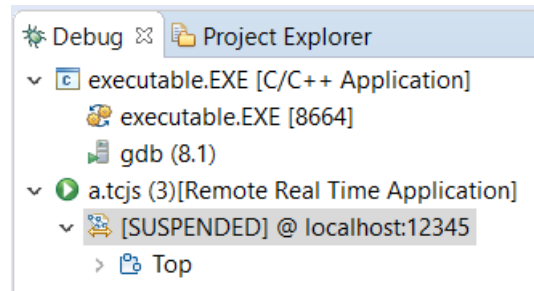 Debug Project Explorer
executable.EXE [C/C++ Application]
executable.EXE [8664]
gdb (8.1)
a.tcjs (3)[Remote Real Time Application]
[SUSPENDED] @ localhost:12345
Top